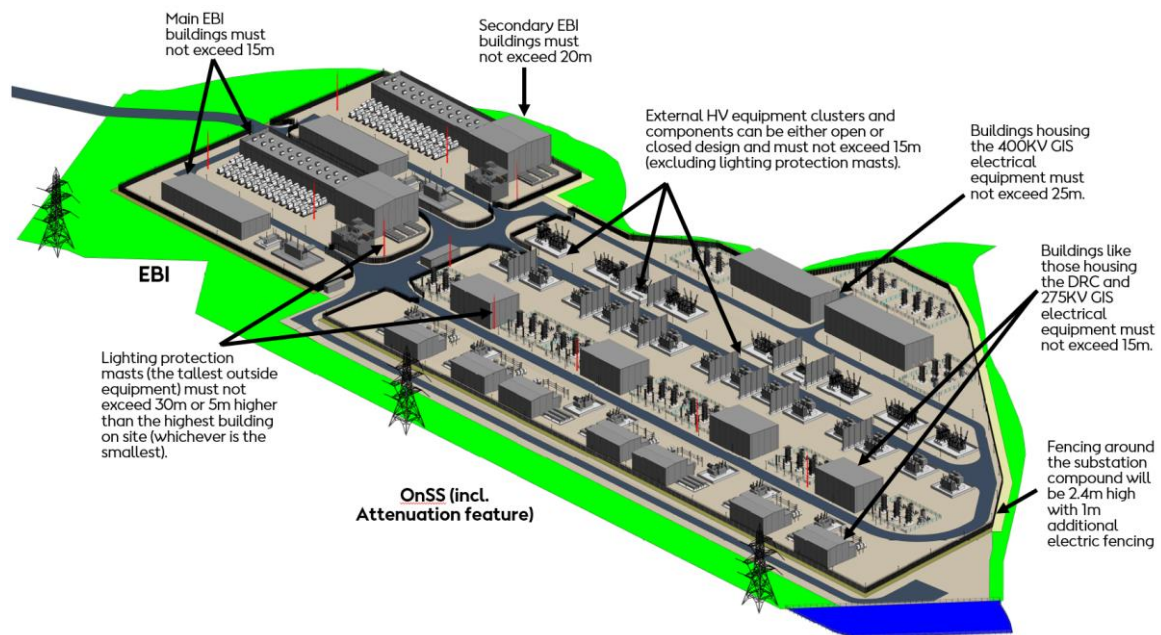 Main EBI
buildings must
not exceed 15m
Secondary EBI
buildings must
not exceed 20m
External HV equipment clusters and
components can be either open or
closed design and must not exceed 15m
(excluding lighting protection masts).
Buildings housing
the 400KV GIS
electrical
equipment must
not exceed 25m.
Buildings like
those housing
the DRC and
275KV GIS
electrical
equipment must
not exceed 15m.
EBI
Lighting protection
masts (the tallest outside
equipment) must not
exceed 30m or 5m higher
than the highest building
on site (whichever is the
smallest).
OnSS (incl.
Attenuation feature)
Fencing around
the substation
compound will
be 2.4m high
with 1m
additional
electric fencing